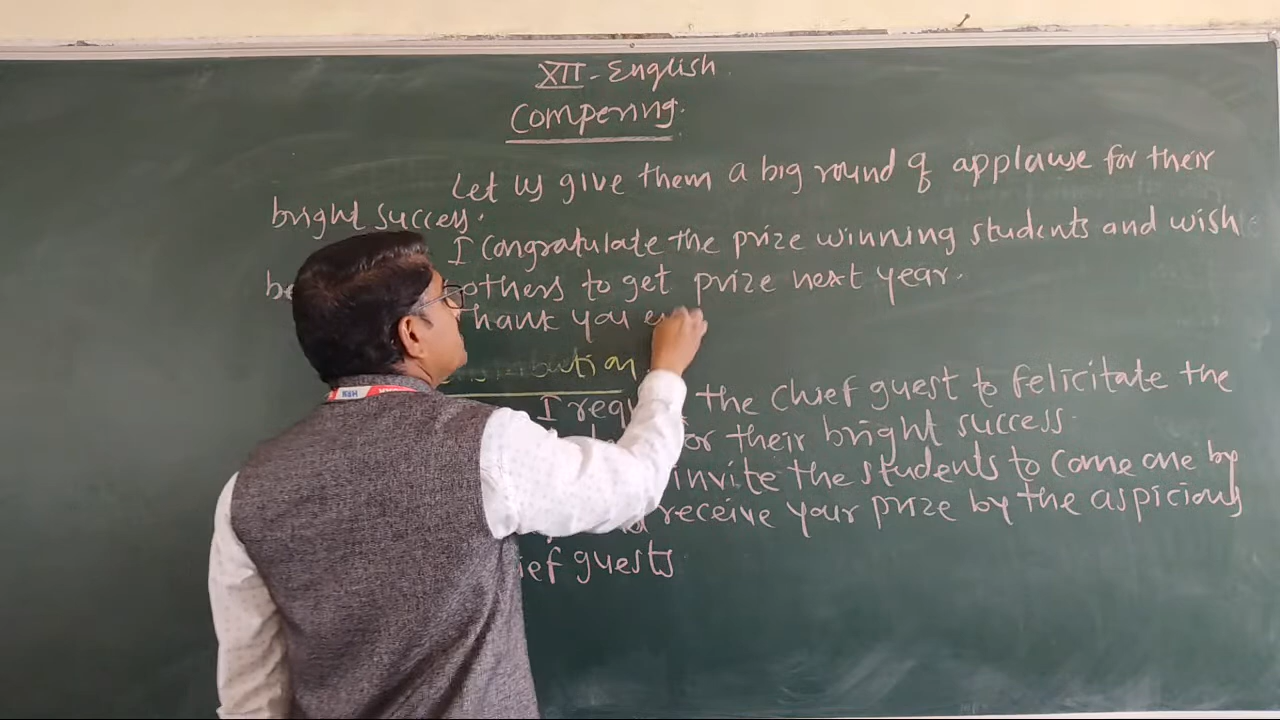 XII - English
Compering.
Let us give them a big round of applause for their
bright success.
I congratulate the prize winning students and wish
others to get prize next year.
Thank you
I the chief guest to felicitate the
for their bright success.
invite the students to come one by
receive your prize by the aspicious
guests